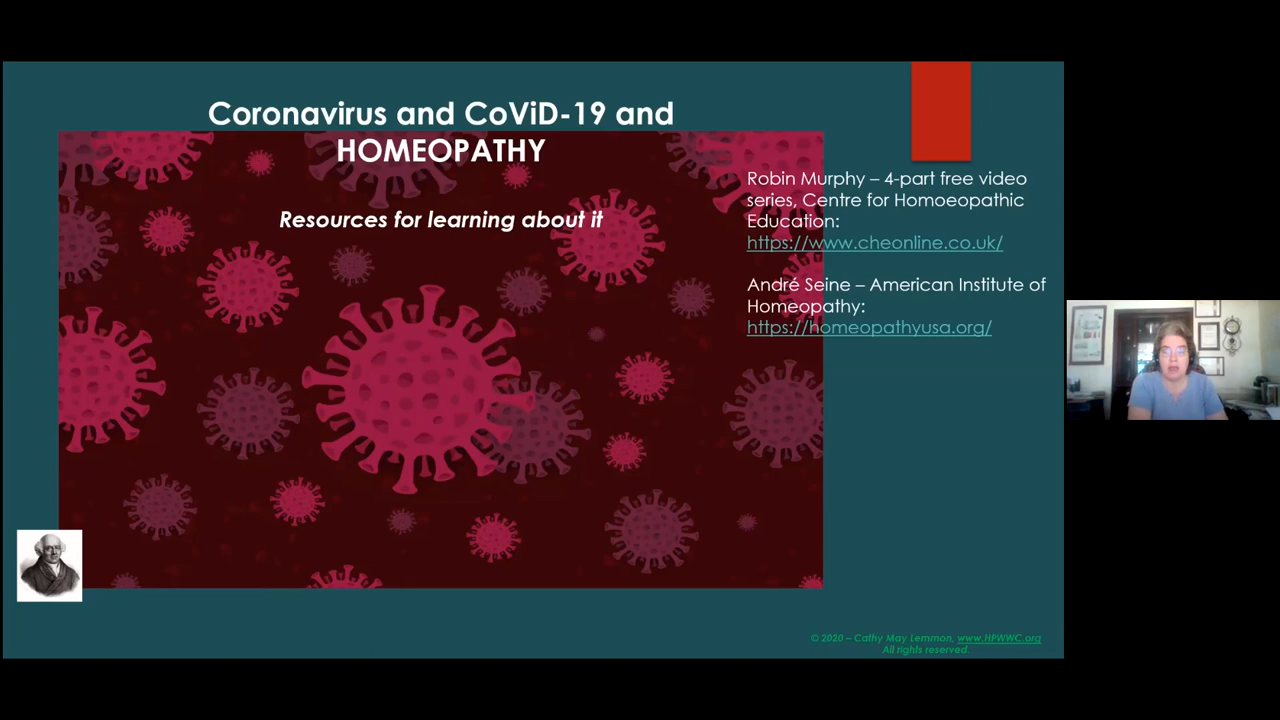 Coronavirus and CoViD-19 and
HOMEOPATHY
Resources for learning about it
Robin Murphy – 4-part free video
series, Centre for Homoeopathic
Education:
https://www.cheonline.co.uk/
André Seine – American Institute of
Homeopathy:
https://homeopathyusa.org/
© 2020 – Cathy May Lemmon, www.HPWWC.org
All rights reserved.